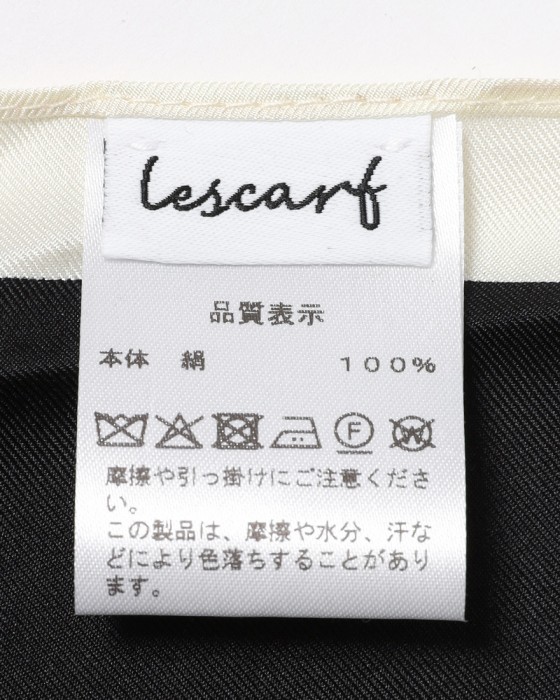 lescarf
品質表示
本体 絹 100%
F W
摩擦や引っ掛けにご注意くださ
い。
この製品は、摩擦や水分、汗な
どにより色落ちすることがあり
ます。